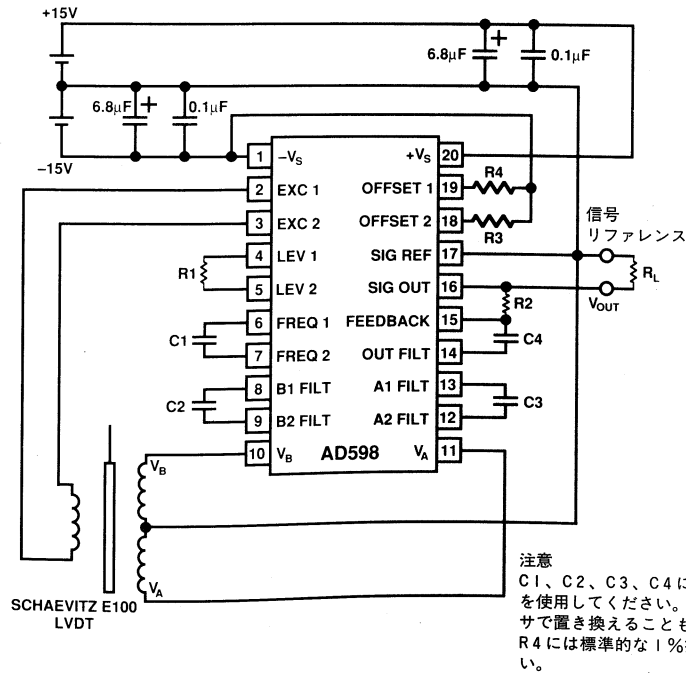 +15V
6.8μF
+
0.1μF
6.8μF
+
0.1μF
−15V
1 −VS
+VS 20
2 EXC 1
OFFSET 1 19
R4
3 EXC 2
OFFSET 2 18
R3
信号
リファレンス
4 LEV 1
SIG REF 17
R1
RL
5 LEV 2
SIG OUT 16
R2
VOUT
6 FREQ 1
FEEDBACK 15
C1
C4
7 FREQ 2
OUT FILT 14
8 B1 FILT
A1 FILT 13
C2
C3
9 B2 FILT
A2 FILT 12
10 VB
AD598
VA 11
VB
VA
SCHAEVITZ E100
LVDT
注意
C1、C2、C3、C4に
を使用してください。
サで置き換えることも
R4には標準的な1%
い。